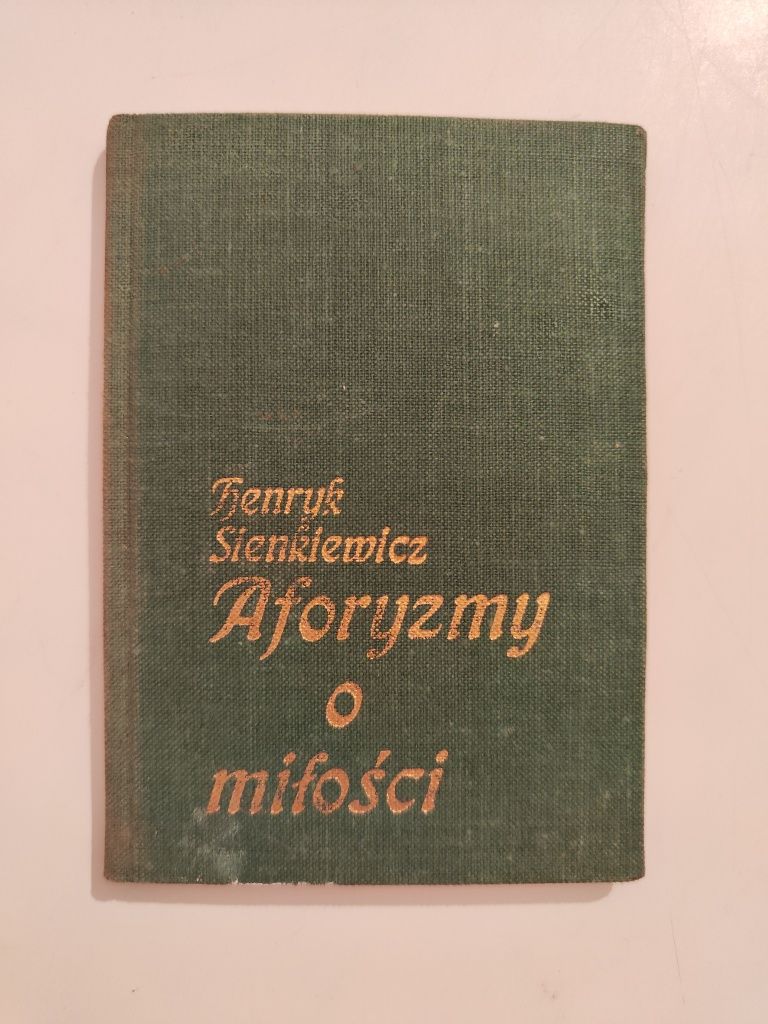 Henryk
Sienkiewicz
Aforyzmy
o
miłości